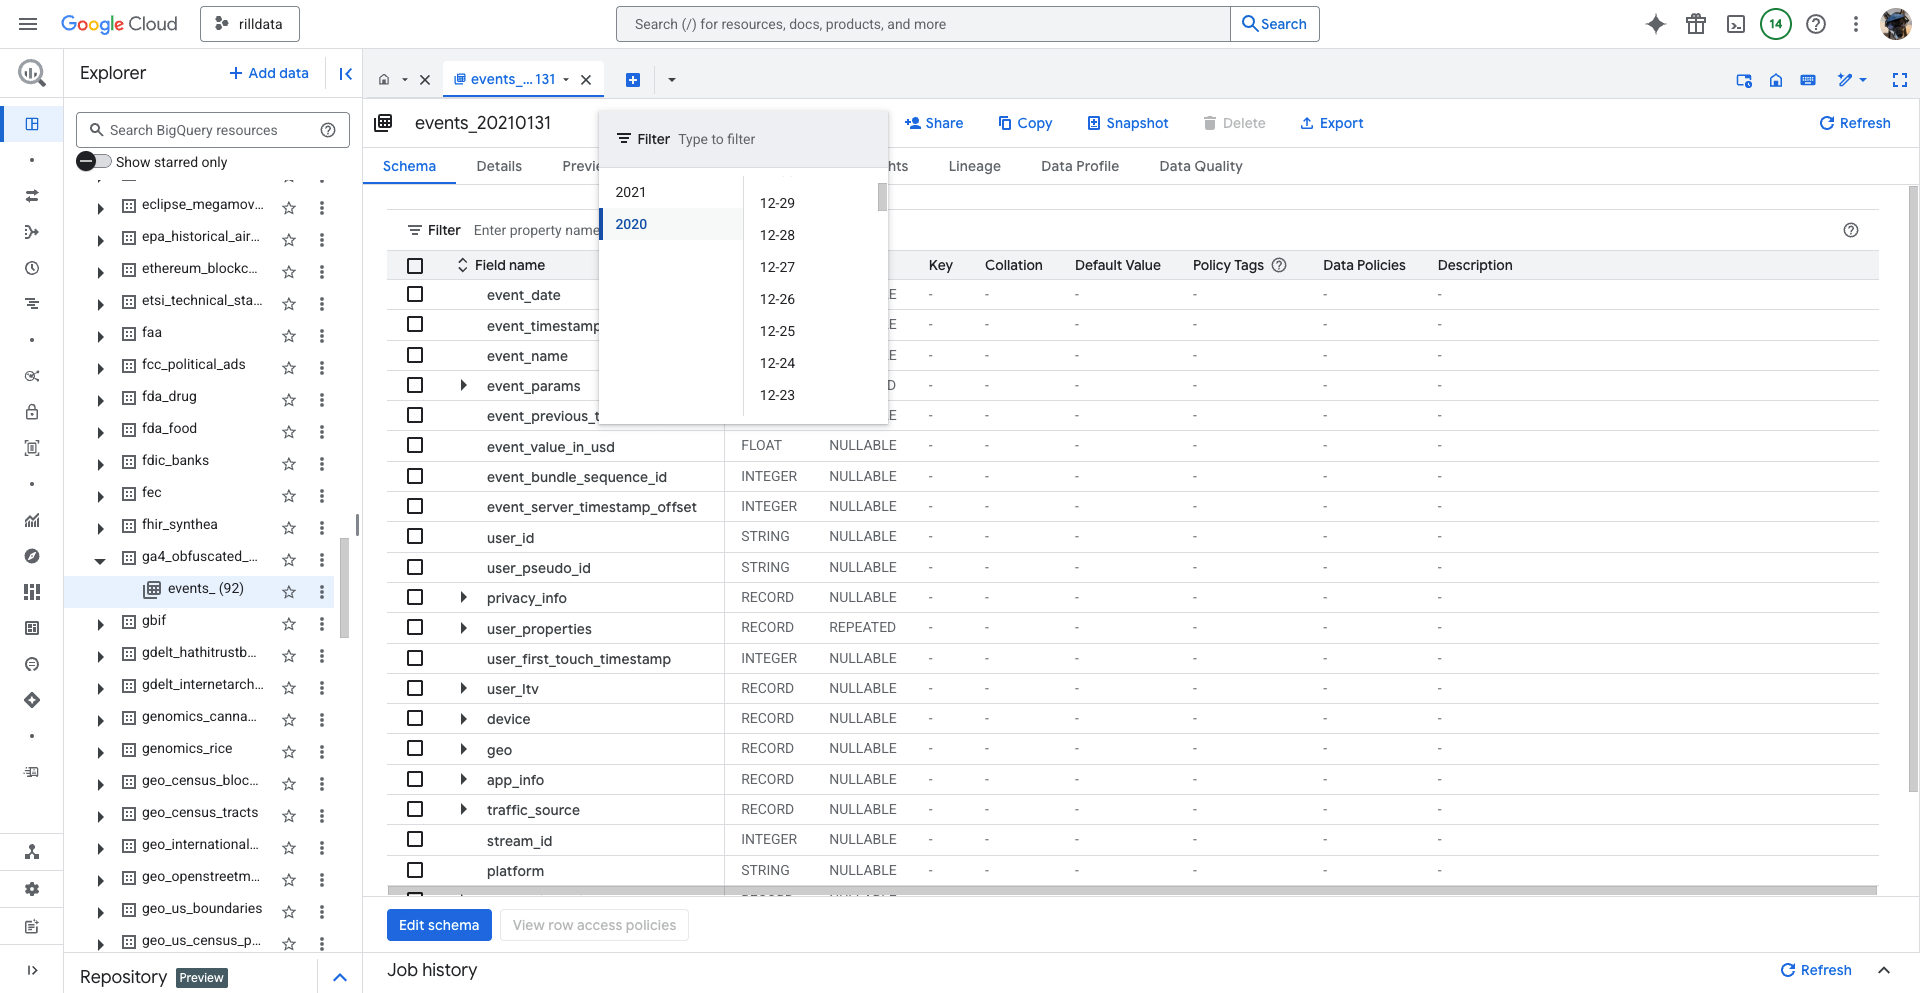 Google Cloud
rilldata
Search (/) for resources, docs, products, and more
Search
14
Explorer
Add data
events_... 131
Search BigQuery resources
Show starred only
eclipse_megamov...
epa_historical_air...
ethereum_blockc...
etsi_technical_sta...
faa
fcc_political_ads
fda_drug
fda_food
fdic_banks
fec
fhir_synthea
ga4_obfuscated_...
events_ (92)
gbif
gdelt_hathitrustb...
gdelt_internetarch...
genomics_canna...
genomics_rice
geo_census_bloc...
geo_census_tracts
geo_international...
geo_openstreetm...
geo_us_boundaries
geo_us_census_p...
Repository Preview
events_20210131
Share
Copy
Snapshot
Delete
Export
Refresh
Schema
Details
Previe
hts
Lineage
Data Profile
Data Quality
Filter Type to filter
2021
2020
12-29
12-28
12-27
12-26
12-25
12-24
12-23
Filter Enter property name
Field name Key Collation Default Value Policy Tags Data Policies Description
event_date E - - - - - -
event_timestamp E - - - - - -
event_name E - - - - - -
event_params D - - - - - -
event_previous_t E - - - - - -
event_value_in_usd FLOAT NULLABLE - - - - - -
event_bundle_sequence_id INTEGER NULLABLE - - - - - -
event_server_timestamp_offset INTEGER NULLABLE - - - - - -
user_id STRING NULLABLE - - - - - -
user_pseudo_id STRING NULLABLE - - - - - -
privacy_info RECORD NULLABLE - - - - - -
user_properties RECORD REPEATED - - - - - -
user_first_touch_timestamp INTEGER NULLABLE - - - - - -
user_ltv RECORD NULLABLE - - - - - -
device RECORD NULLABLE - - - - - -
geo RECORD NULLABLE - - - - - -
app_info RECORD NULLABLE - - - - - -
traffic_source RECORD NULLABLE - - - - - -
stream_id INTEGER NULLABLE - - - - - -
platform STRING NULLABLE - - - - - -
Edit schema
View row access policies
Job history
Refresh